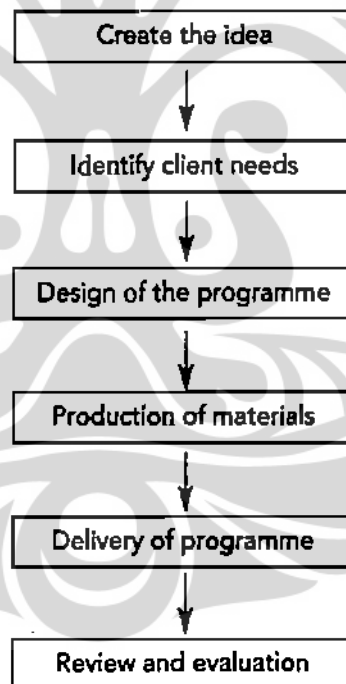 Create the idea
Identify client needs
Design of the programme
Production of materials
Delivery of programme
Review and evaluation